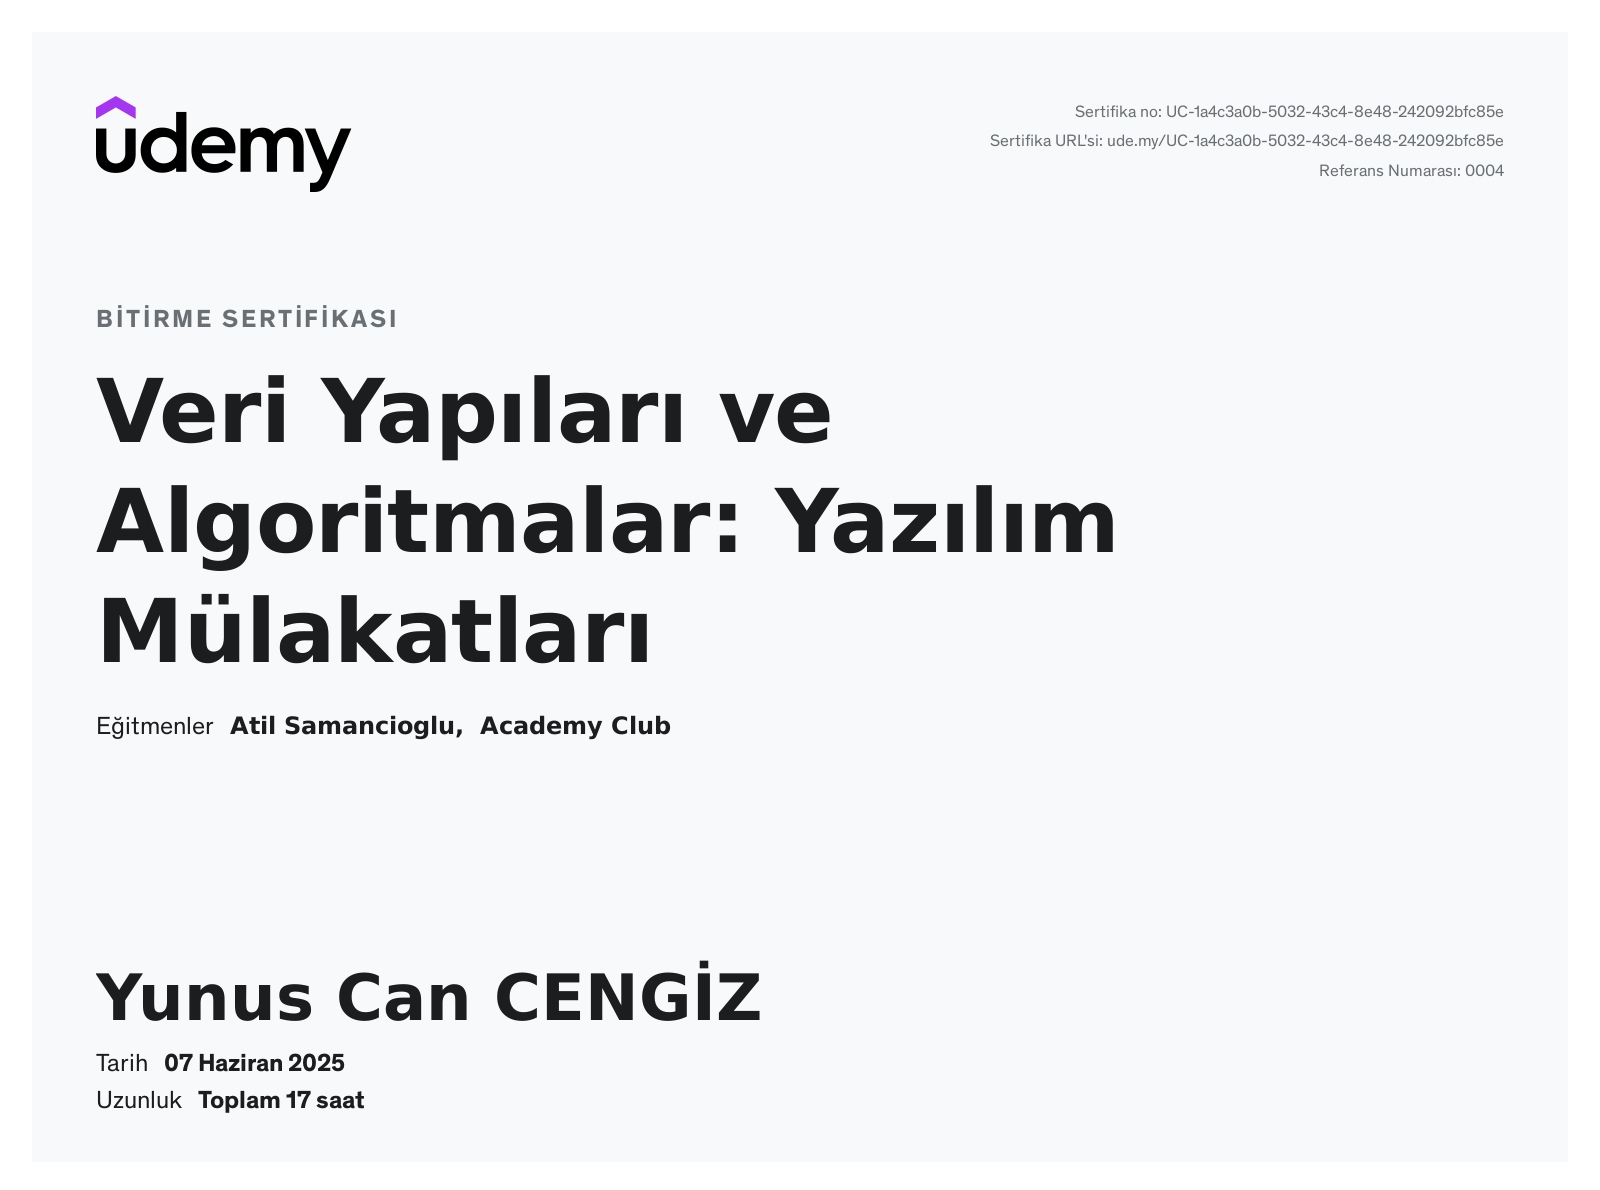 udemy
Sertifika no: UC-1a4c3a0b-5032-43c4-8e48-242092bfc85e
Sertifika URL'si: ude.my/UC-1a4c3a0b-5032-43c4-8e48-242092bfc85e
Referans Numarası: 0004
BİTİRME SERTİFİKASI
Veri Yapıları ve
Algoritmalar: Yazılım
Mülakatları
Eğitmenler Atil Samancioglu, Academy Club
Yunus Can CENGİZ
Tarih 07 Haziran 2025
Uzunluk Toplam 17 saat